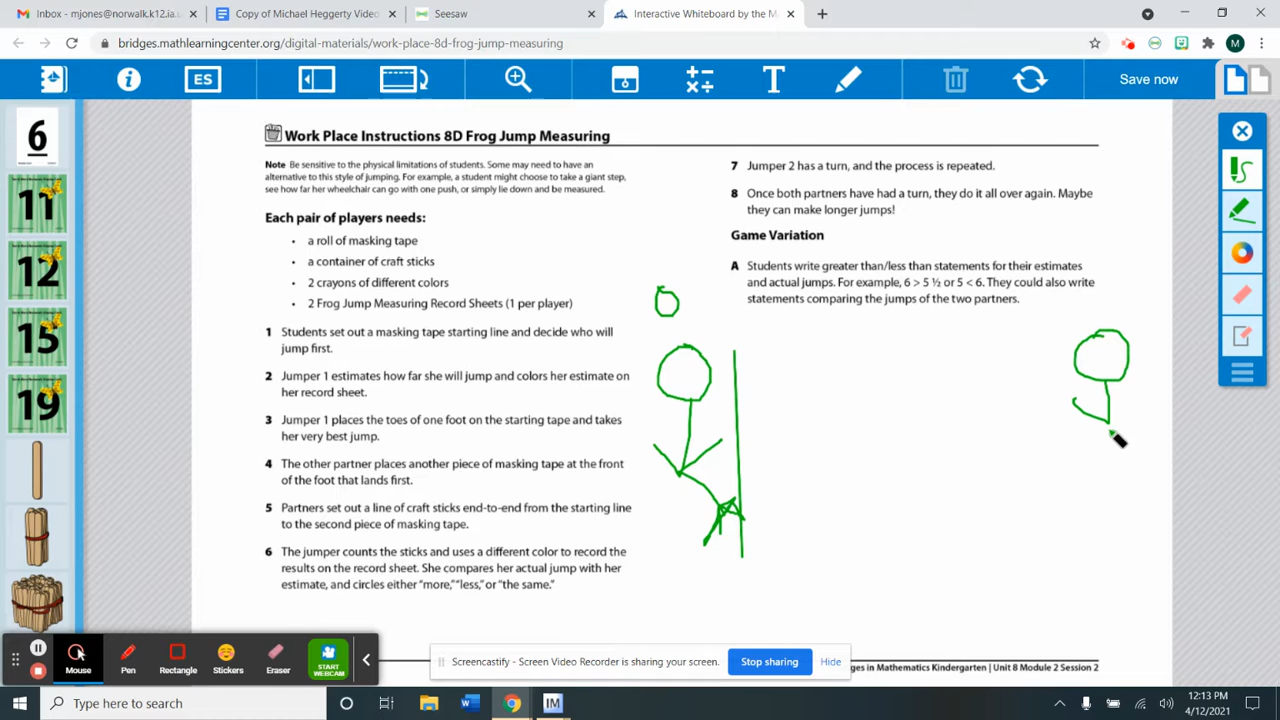 Inbox - mjones@norwalk.k12.ia.u
Copy of Michael Heggerty Video
Seesaw
Interactive Whiteboard by the M
bridges.mathlearningcenter.org/digital-materials/work-place-8d-frog-jump-measuring
M
ES
T
Save now
6
11
12
15
19
Work Place Instructions 8D Frog Jump Measuring
Note Be sensitive to the physical limitations of students. Some may need to have an
alternative to this style of jumping. For example, a student might choose to take a giant step,
see how far her wheelchair can go with one push, or simply lie down and be measured.
Each pair of players needs:
· a roll of masking tape
· a container of craft sticks
· 2 crayons of different colors
· 2 Frog Jump Measuring Record Sheets (1 per player)
1 Students set out a masking tape starting line and decide who will
jump first.
2 Jumper 1 estimates how far she will jump and colors her estimate on
her record sheet.
3 Jumper 1 places the toes of one foot on the starting tape and takes
her very best jump.
4 The other partner places another piece of masking tape at the front
of the foot that lands first.
5 Partners set out a line of craft sticks end-to-end from the starting line
to the second piece of masking tape.
6 The jumper counts the sticks and uses a different color to record the
results on the record sheet. She compares her actual jump with her
estimate, and circles either "more," "less," or "the same."
7 Jumper 2 has a turn, and the process is repeated.
8 Once both partners have had a turn, they do it all over again. Maybe
they can make longer jumps!
Game Variation
A Students write greater than/less than statements for their estimates
and actual jumps. For example, 6 > 5 ½ or 5 < 6. They could also write
statements comparing the jumps of the two partners.
Mouse
Pen
Rectangle
Stickers
Eraser
START
WEBCAM
Screencastify - Screen Video Recorder is sharing your screen.
Stop sharing
Hide
ges in Mathematics Kindergarten | Unit 8 Module 2 Session 2
Type here to search
12:13 PM
4/12/2021